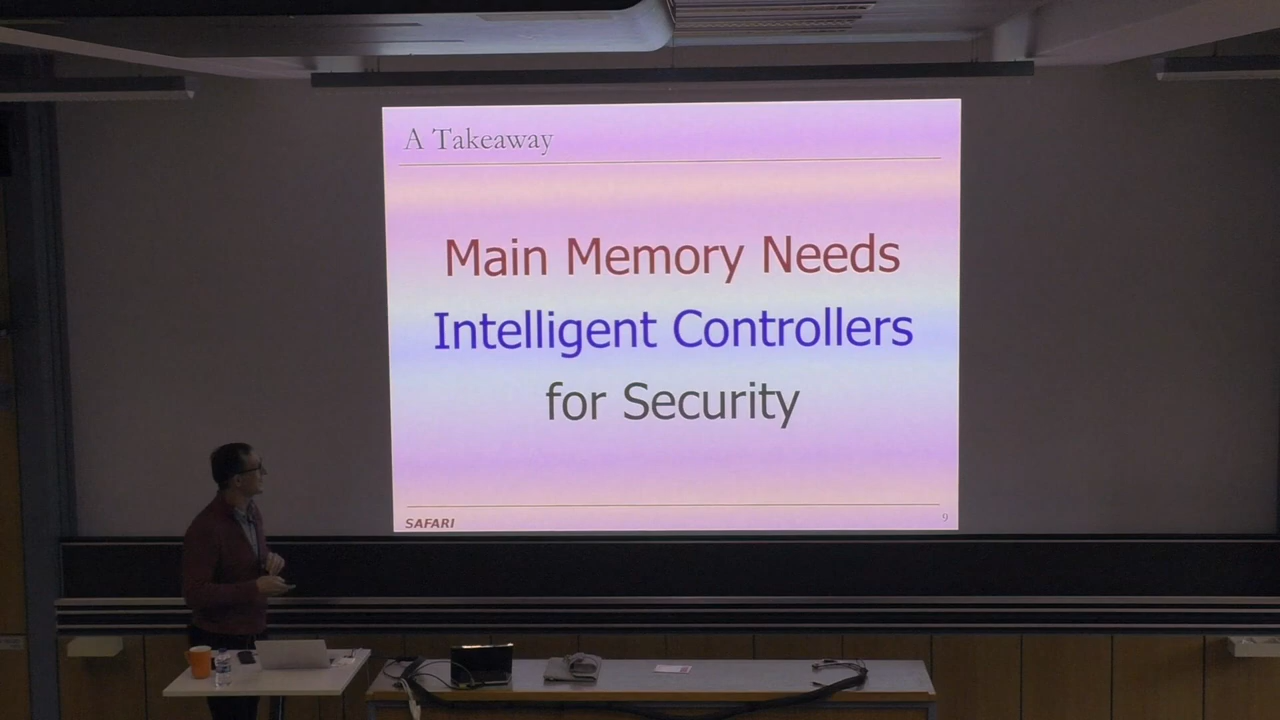 A Takeaway
Main Memory Needs
Intelligent Controllers
for Security
SAFARI
9